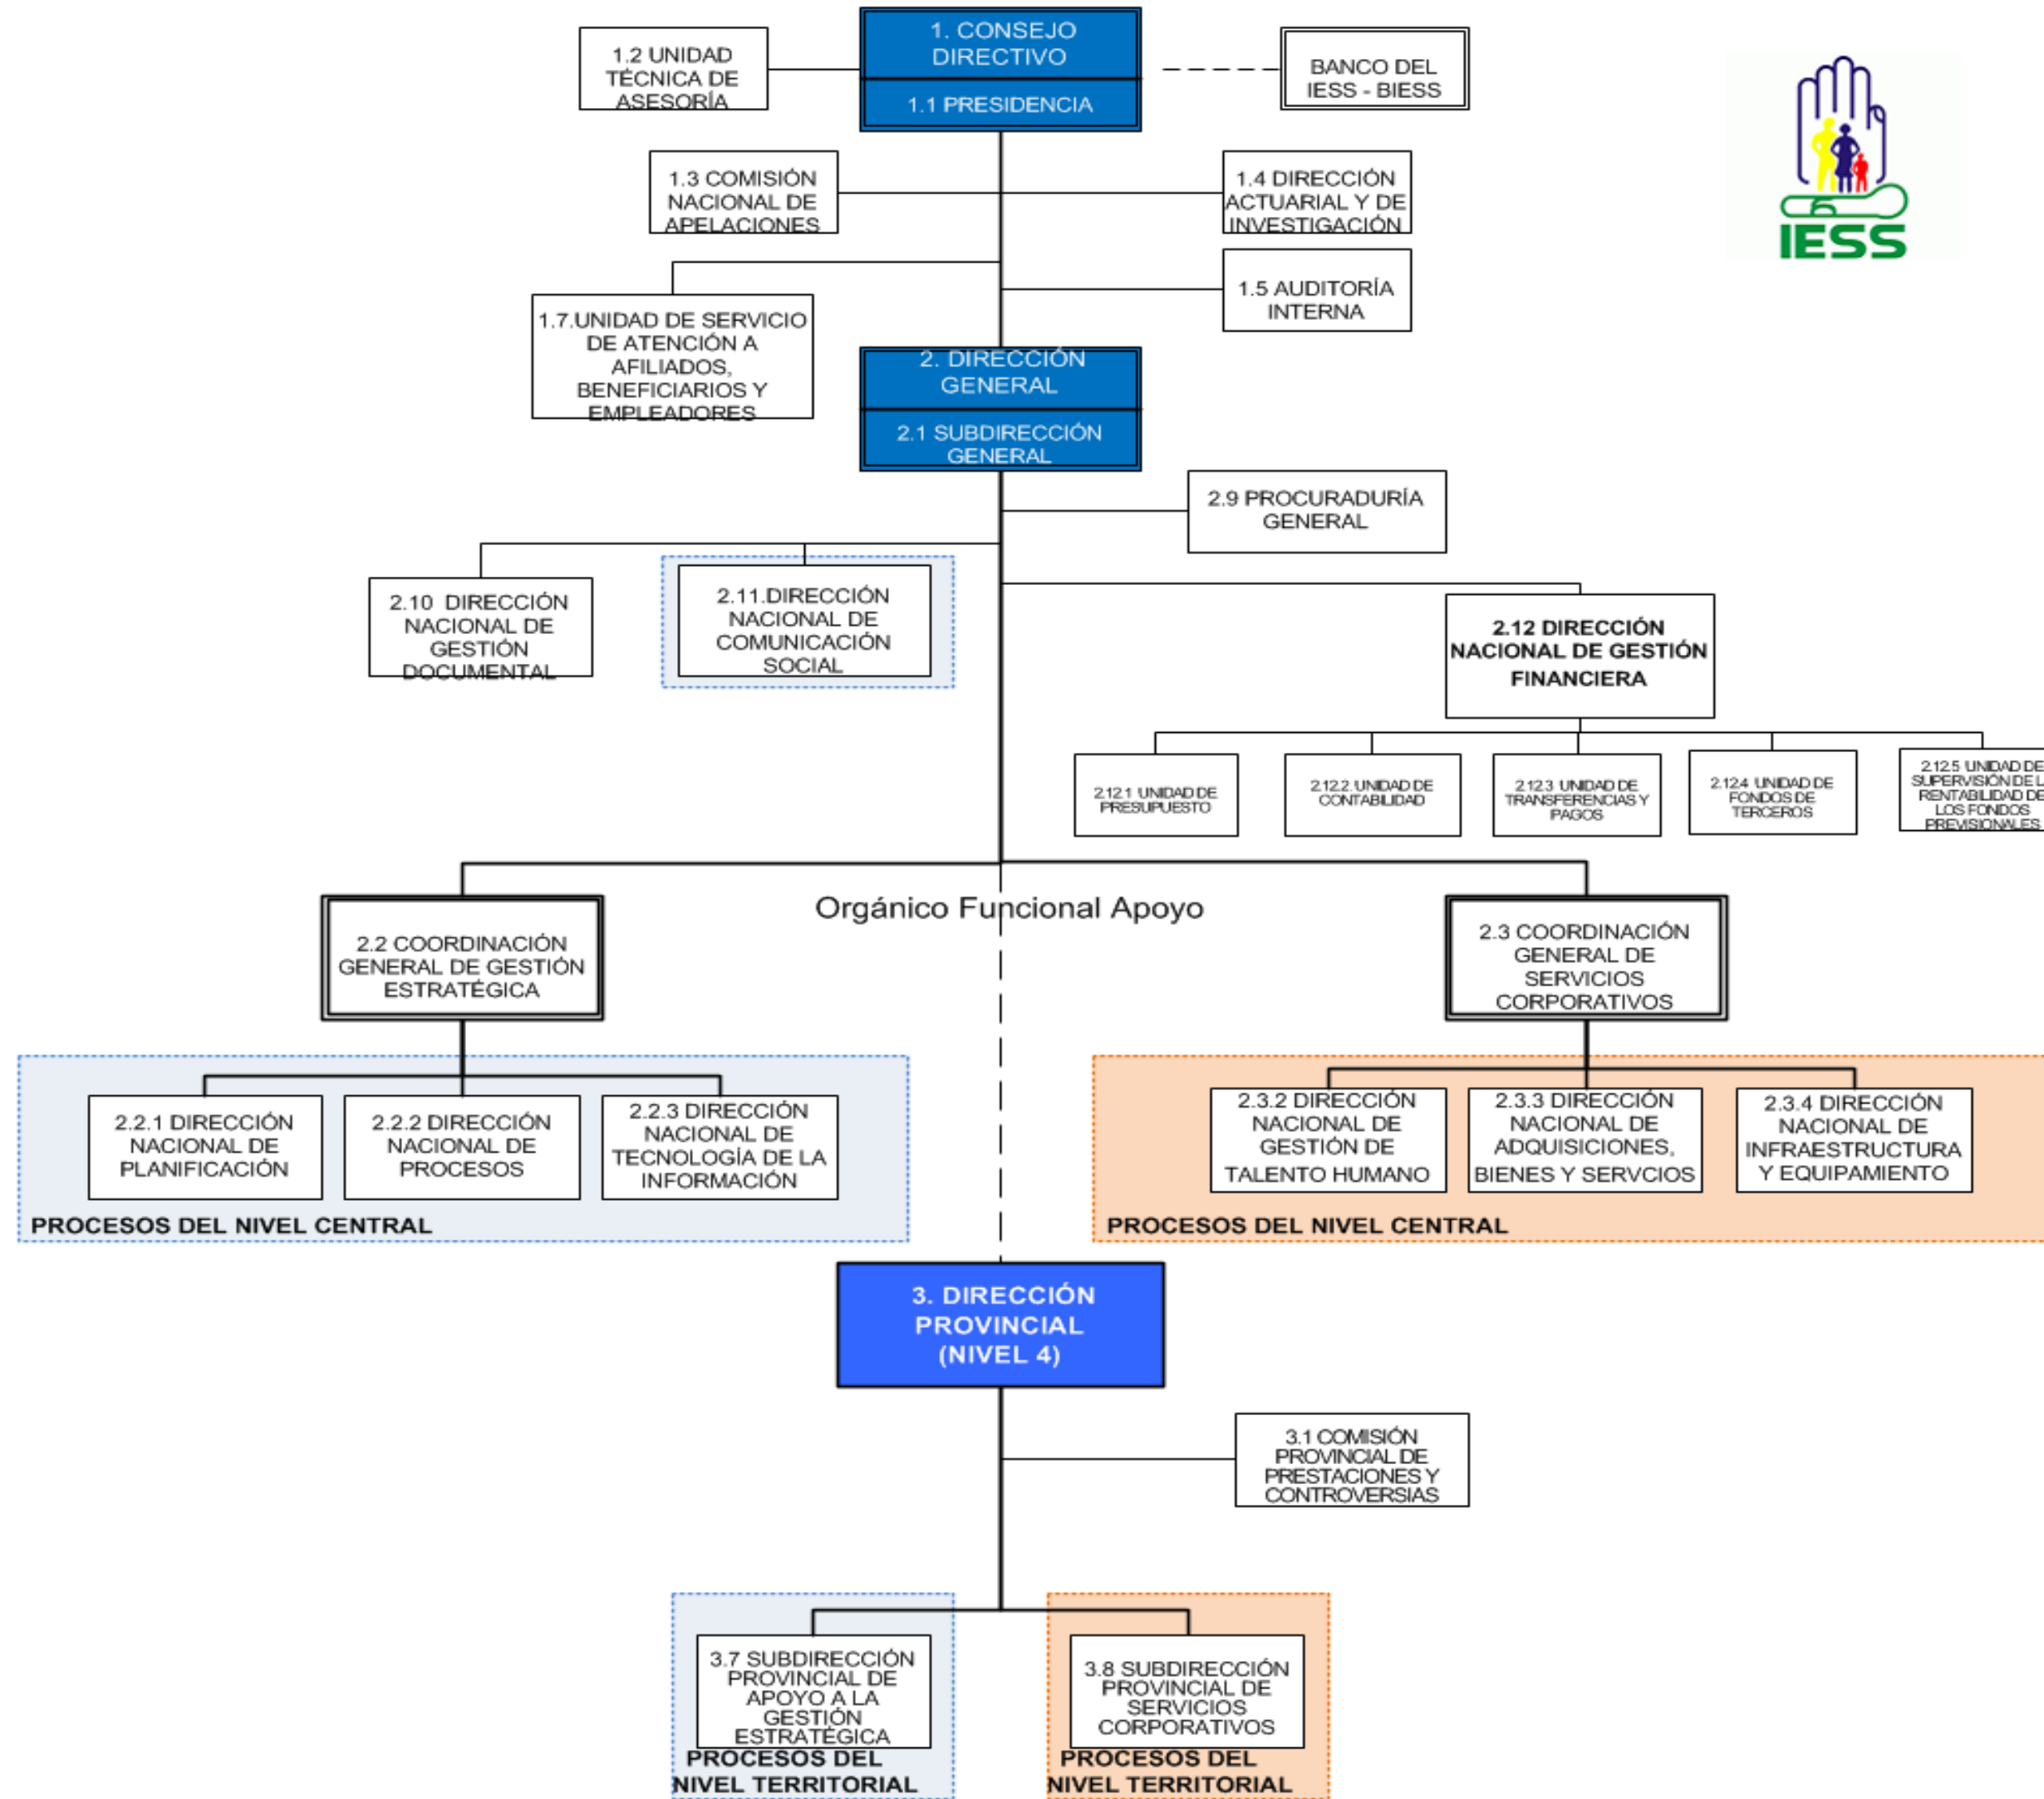 1. CONSEJO
DIRECTIVO
1.1 PRESIDENCIA
1.2 UNIDAD
TÉCNICA DE
ASESORÍA
BANCO DEL
IESS - BIESS
IESS
1.3 COMISIÓN
NACIONAL DE
APELACIONES
1.4 DIRECCIÓN
ACTUARIAL Y DE
INVESTIGACIÓN
1.5 AUDITORÍA
INTERNA
1.7.UNIDAD DE SERVICIO
DE ATENCIÓN A
AFILIADOS,
BENEFICIARIOS Y
EMPLEADORES
2. DIRECCIÓN
GENERAL
2.1 SUBDIRECCIÓN
GENERAL
2.9 PROCURADURÍA
GENERAL
2.10 DIRECCIÓN
NACIONAL DE
GESTIÓN
DOCUMENTAL
2.11.DIRECCIÓN
NACIONAL DE
COMUNICACIÓN
SOCIAL
2.12 DIRECCIÓN
NACIONAL DE GESTIÓN
FINANCIERA
2.12.1 UNIDAD DE
PRESUPUESTO
2.12.2 UNIDAD DE
CONTABILIDAD
2.12.3 UNIDAD DE
TRANSFERENCIAS Y
PAGOS
2.12.4 UNIDAD DE
FONDOS DE
TERCEROS
2.12.5 UNIDAD DE
SUPERVISIÓN DE
RENTABILIDAD DE
LOS FONDOS
PREVISIONALES
Orgánico Funcional Apoyo
2.2 COORDINACIÓN
GENERAL DE GESTIÓN
ESTRATÉGICA
2.3 COORDINACIÓN
GENERAL DE
SERVICIOS
CORPORATIVOS
2.2.1 DIRECCIÓN
NACIONAL DE
PLANIFICACIÓN
2.2.2 DIRECCIÓN
NACIONAL DE
PROCESOS
2.2.3 DIRECCIÓN
NACIONAL DE
TECNOLOGÍA DE LA
INFORMACIÓN
PROCESOS DEL NIVEL CENTRAL
2.3.2 DIRECCIÓN
NACIONAL DE
GESTIÓN DE
TALENTO HUMANO
2.3.3 DIRECCIÓN
NACIONAL DE
ADQUISICIONES,
BIENES Y SERVCIOS
2.3.4 DIRECCIÓN
NACIONAL DE
INFRAESTRUCTURA
Y EQUIPAMIENTO
PROCESOS DEL NIVEL CENTRAL
3. DIRECCIÓN
PROVINCIAL
(NIVEL 4)
3.1 COMISIÓN
PROVINCIAL DE
PRESTACIONES Y
CONTROVERSIAS
3.7 SUBDIRECCIÓN
PROVINCIAL DE
APOYO A LA
GESTIÓN
ESTRATÉGICA
PROCESOS DEL
NIVEL TERRITORIAL
3.8 SUBDIRECCIÓN
PROVINCIAL DE
SERVICIOS
CORPORATIVOS
PROCESOS DEL
NIVEL TERRITORIAL